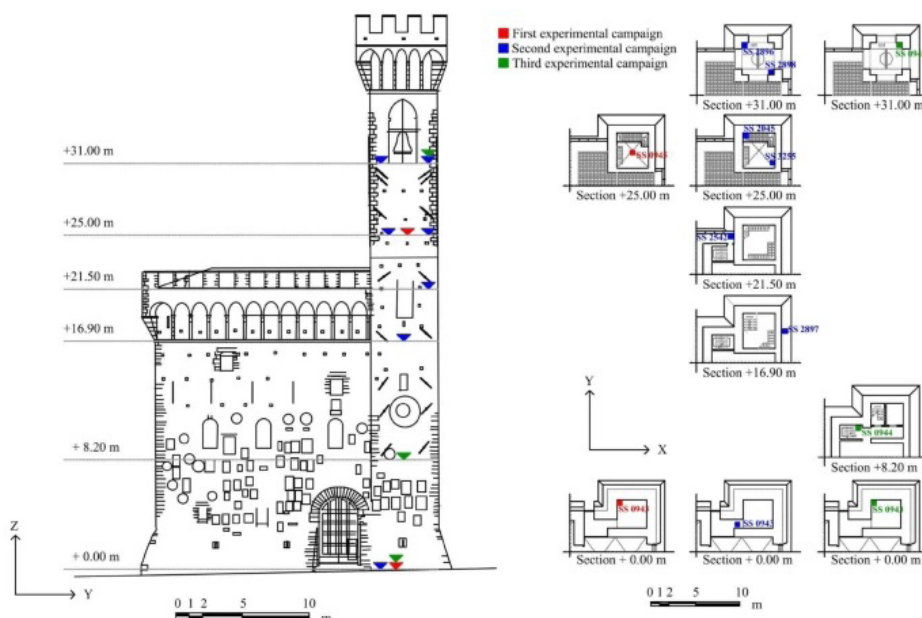 First experimental campaign
Second experimental campaign
Third experimental campaign
+31.00 m
+25.00 m
+21.50 m
+16.90 m
+ 8.20 m
+ 0.00 m
Z
Y
0 1 2 5 10
m
SS 2896
SS 2898
Section +31.00 m
SS 094
Section +31.00 m
SS 0945
Section +25.00 m
SS 2045
SS 3255
Section +25.00 m
SS 2542
Section +21.50 m
SS 2897
Section +16.90 m
Y
X
SS 0944
Section +8.20 m
SS 0943
Section + 0.00 m
SS 0943
Section + 0.00 m
SS 0943
Section + 0.00 m
0 1 2 5 10
m